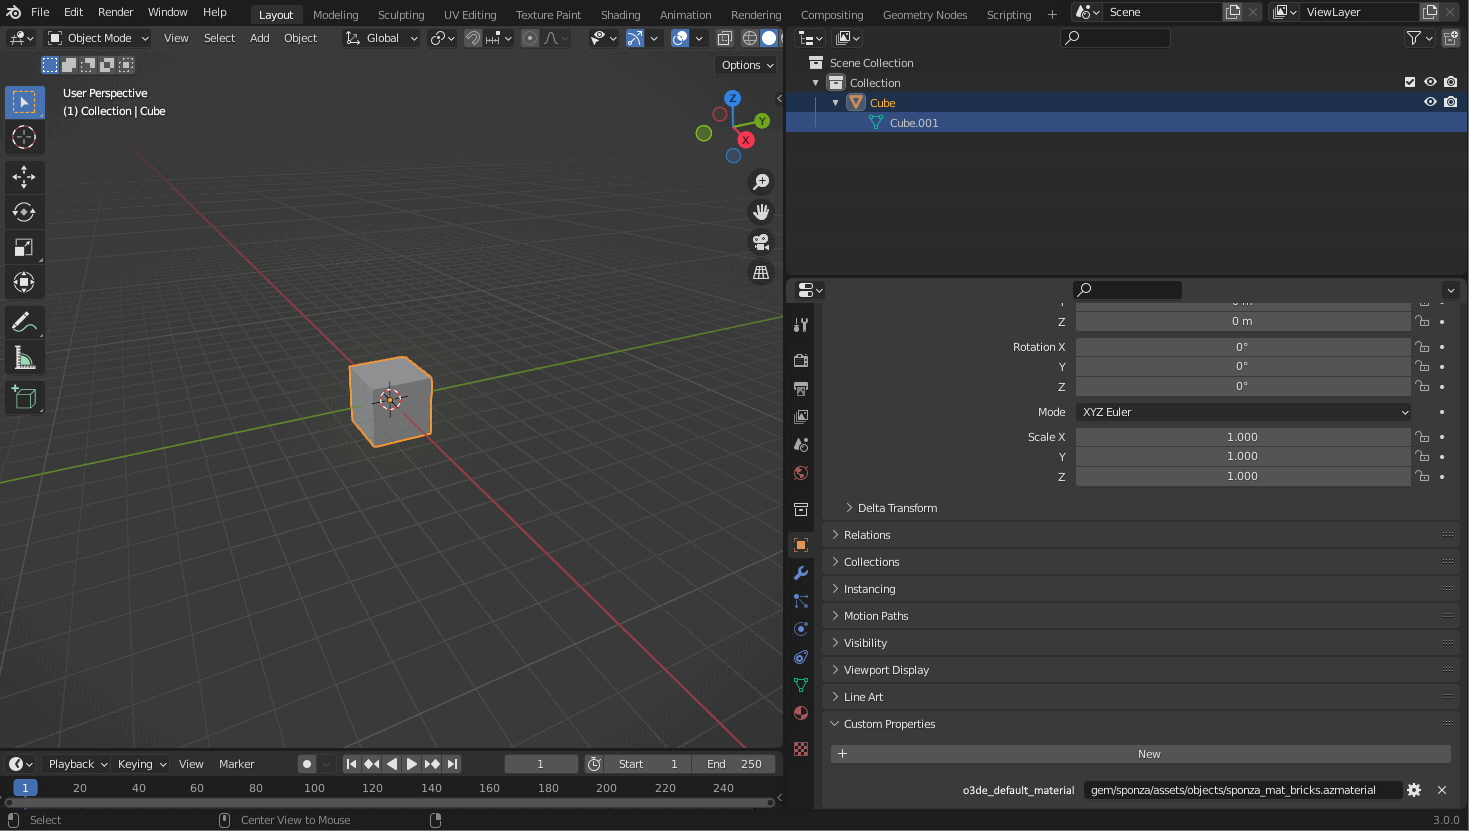 File Edit Render Window Help Layout Modeling Sculpting UV Editing Texture Paint Shading Animation Rendering Compositing Geometry Nodes Scripting + Scene ViewLayer
Object Mode View Select Add Object Global
Options
User Perspective
(1) Collection | Cube
Z
Y
X
Scene Collection
Collection
Cube
Cube.001
0 m
Z 0 m
Rotation X 0°
Y 0°
Z 0°
Mode XYZ Euler
Scale X 1.000
Y 1.000
Z 1.000
Delta Transform
Relations
Collections
Instancing
Motion Paths
Visibility
Viewport Display
Line Art
Custom Properties
+ New
o3de_default_material gem/sponza/assets/objects/sponza_mat_bricks.azmaterial
Playback Keying View Marker 1 Start 1 End 250
1 20 40 60 80 100 120 140 160 180 200 220 240
Select Center View to Mouse 3.0.0